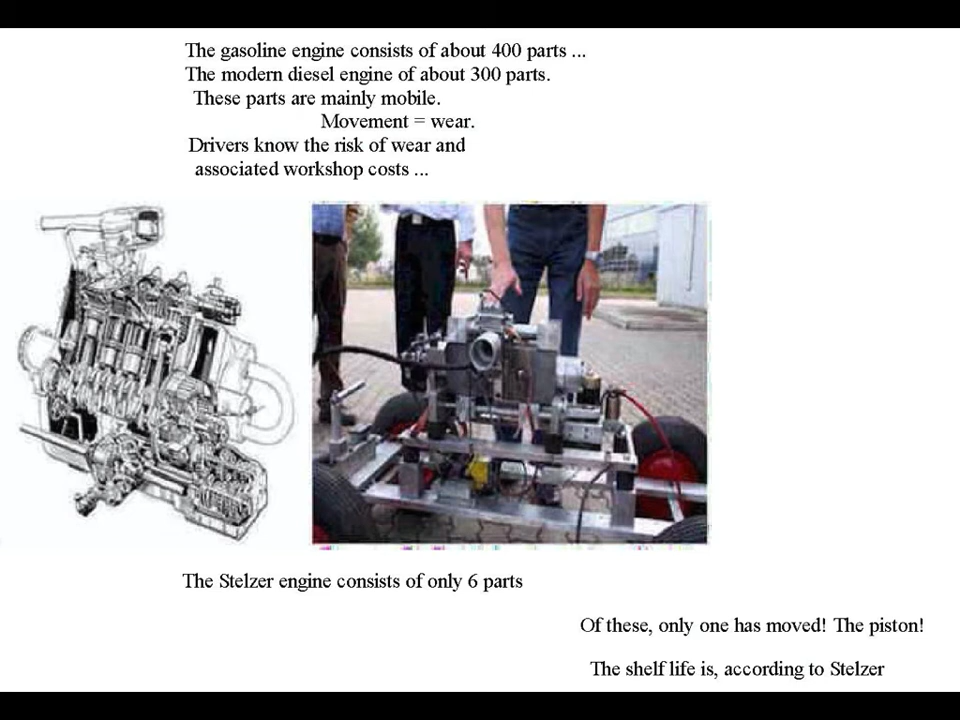 The gasoline engine consists of about 400 parts ...
The modern diesel engine of about 300 parts.
These parts are mainly mobile.
Movement = wear.
Drivers know the risk of wear and
associated workshop costs ...
The Stelzer engine consists of only 6 parts
Of these, only one has moved! The piston!
The shelf life is, according to Stelzer